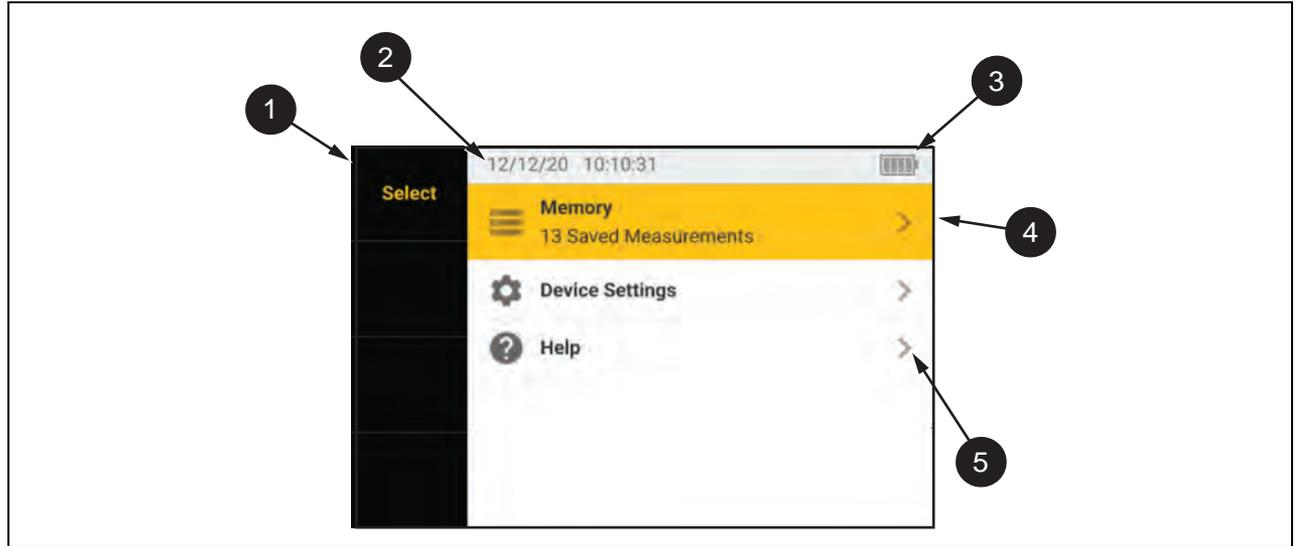 2
3
1
12/12/20 10:10:31
Select
Memory
13 Saved Measurements
4
Device Settings
? Help
5